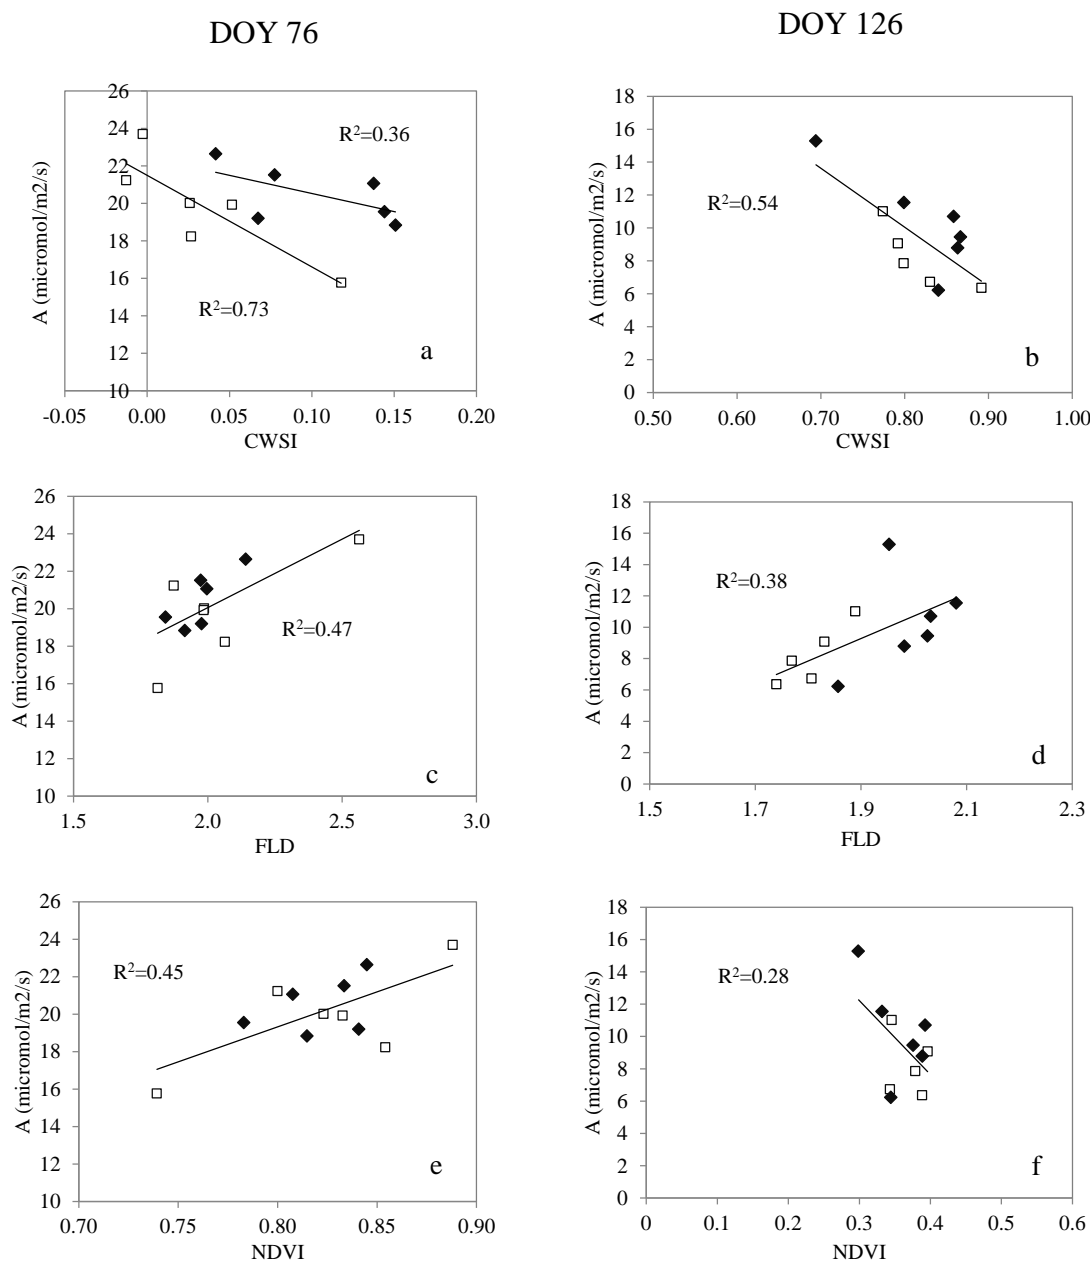 DOY 76
DOY 126
26
24
22
20
18
16
14
12
10
A (micromol/m2/s)
R²=0.36
R²=0.73
a
-0.05 0.00 0.05 0.10 0.15 0.20
CWSI
18
16
14
12
10
8
6
4
2
0
A (micromol/m2/s)
R²=0.54
b
0.50 0.60 0.70 0.80 0.90 1.00
CWSI
26
24
22
20
18
16
14
12
10
A (micromol/m2/s)
R²=0.47
c
1.5 2.0 2.5 3.0
FLD
18
16
14
12
10
8
6
4
2
0
A (micromol/m2/s)
R²=0.38
d
1.5 1.7 1.9 2.1 2.3
FLD
26
24
22
20
18
16
14
12
10
A (micromol/m2/s)
R²=0.45
e
0.70 0.75 0.80 0.85 0.90
NDVI
18
16
14
12
10
8
6
4
2
0
A (micromol/m2/s)
R²=0.28
f
0 0.1 0.2 0.3 0.4 0.5 0.6
NDVI